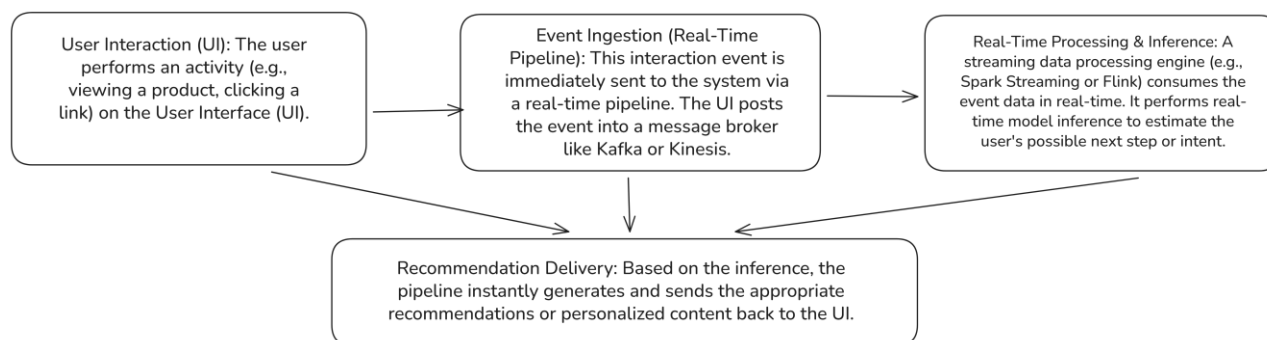 User Interaction (UI): The user
performs an activity (e.g.,
viewing a product, clicking a
link) on the User Interface (UI).
Event Ingestion (Real-Time
Pipeline): This interaction event is
immediately sent to the system via
a real-time pipeline. The UI posts
the event into a message broker
like Kafka or Kinesis.
Real-Time Processing & Inference: A
streaming data processing engine (e.g.,
Spark Streaming or Flink) consumes the
event data in real-time. It performs real-
time model inference to estimate the
user's possible next step or intent.
Recommendation Delivery: Based on the inference, the
pipeline instantly generates and sends the appropriate
recommendations or personalized content back to the UI.